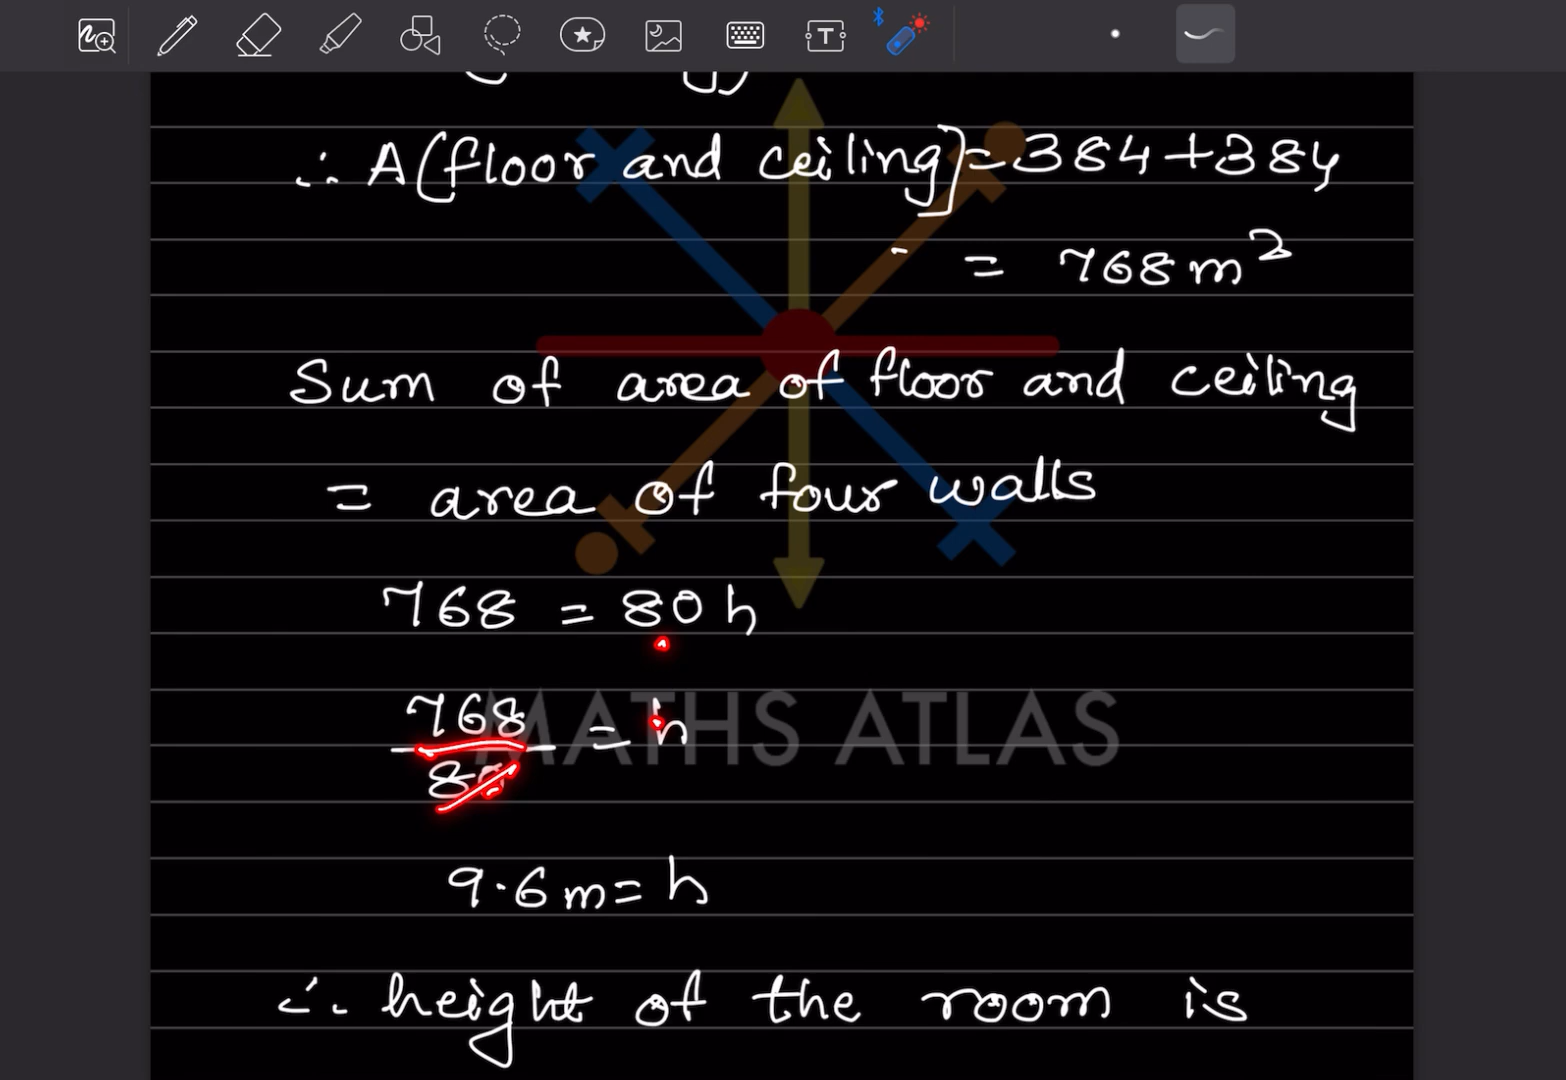 ∴ A[floor and ceiling] = 384 + 384
= 768 m²
Sum of area of floor and ceiling
= area of four walls
768 = 80 h
768/80 = h
MATHS ATLAS
9.6 m = h
∴ height of the room is